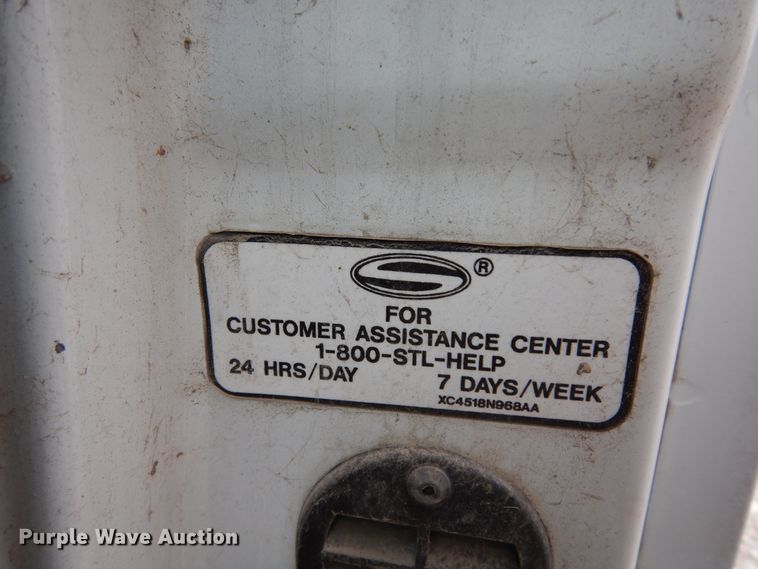 S®
FOR
CUSTOMER ASSISTANCE CENTER
1-800-STL-HELP
24 HRS/DAY 7 DAYS/WEEK
XC4518N968AA
Purple Wave Auction